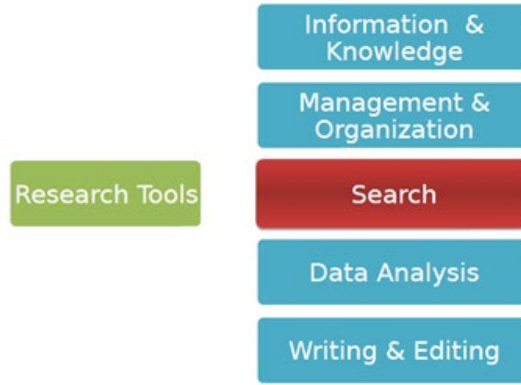 Information &
Knowledge
Management &
Organization
Research Tools
Search
Data Analysis
Writing & Editing